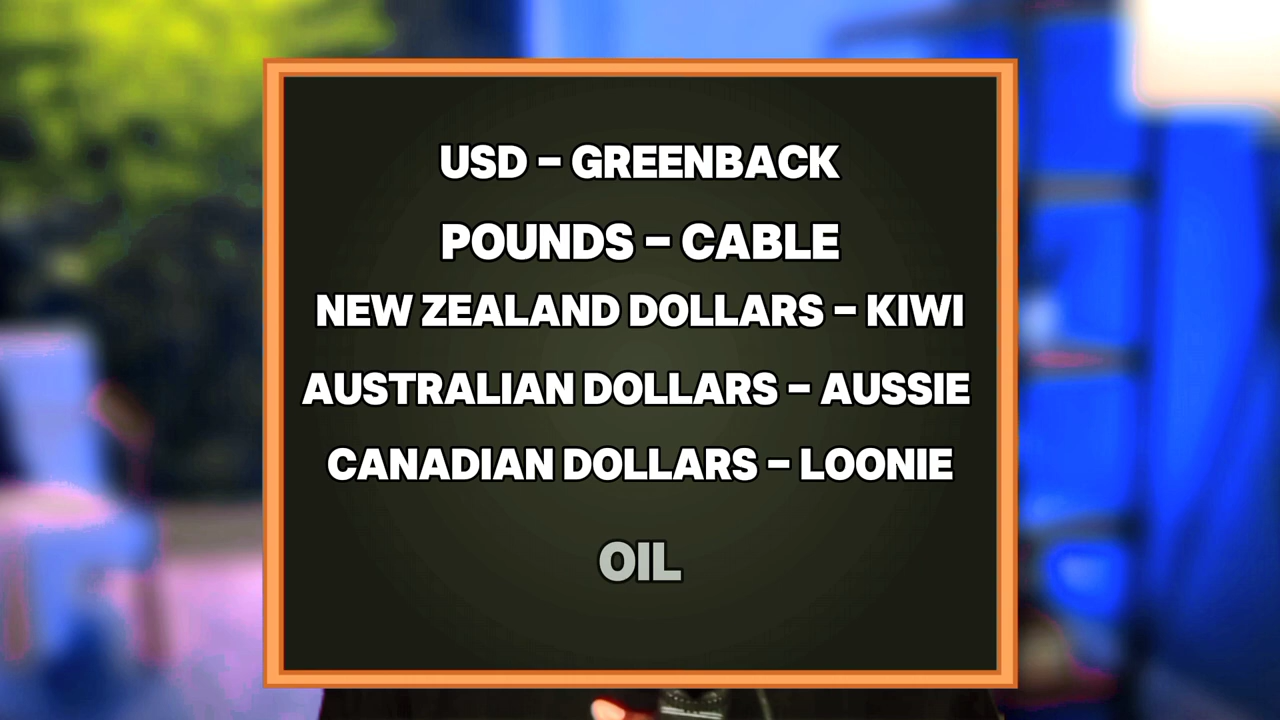 USD – GREENBACK
POUNDS – CABLE
NEW ZEALAND DOLLARS – KIWI
AUSTRALIAN DOLLARS – AUSSIE
CANADIAN DOLLARS – LOONIE
OIL